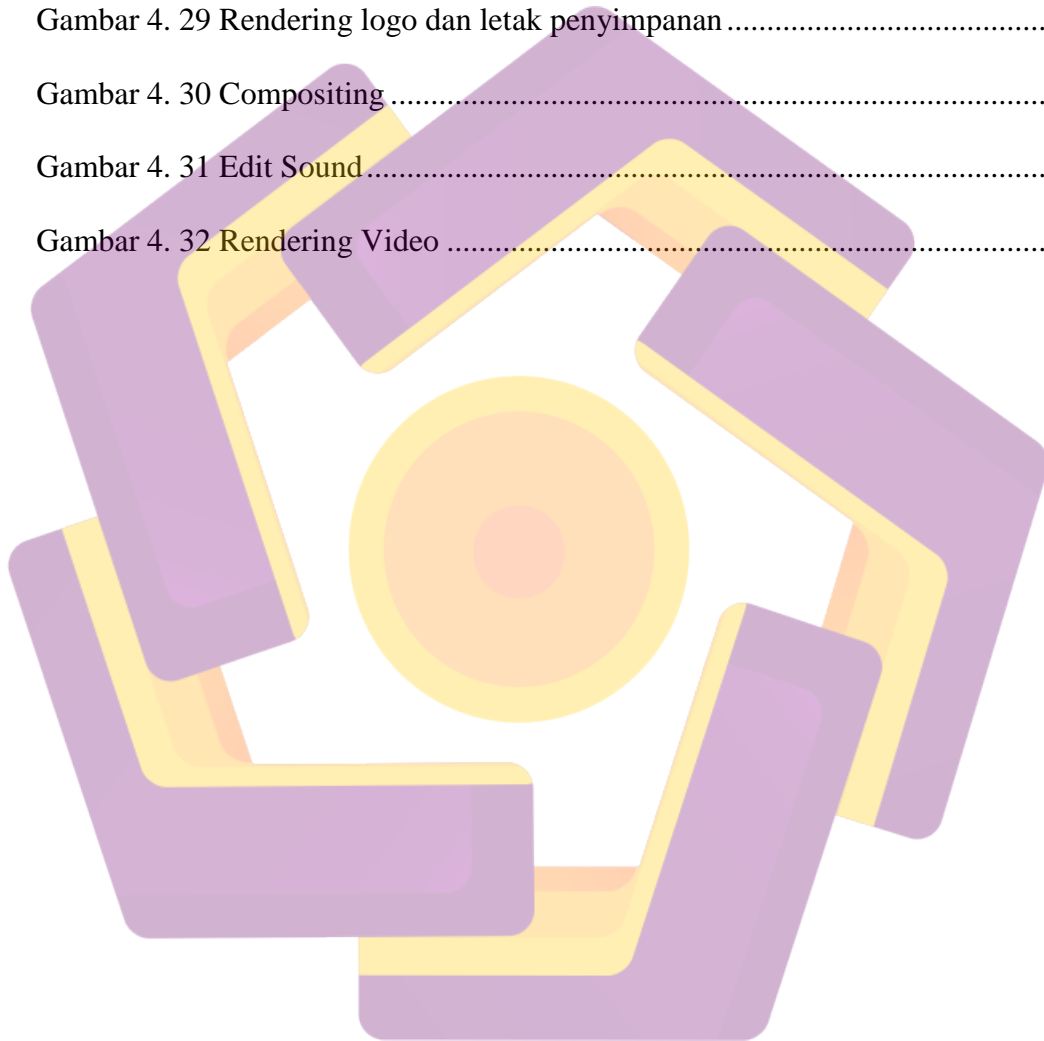 Gambar 4. 29 Rendering logo dan letak penyimpanan ............................................
Gambar 4. 30 Compositing ...............................................................................................
Gambar 4. 31 Edit Sound ..................................................................................................
Gambar 4. 32 Rendering Video ........................................................................................